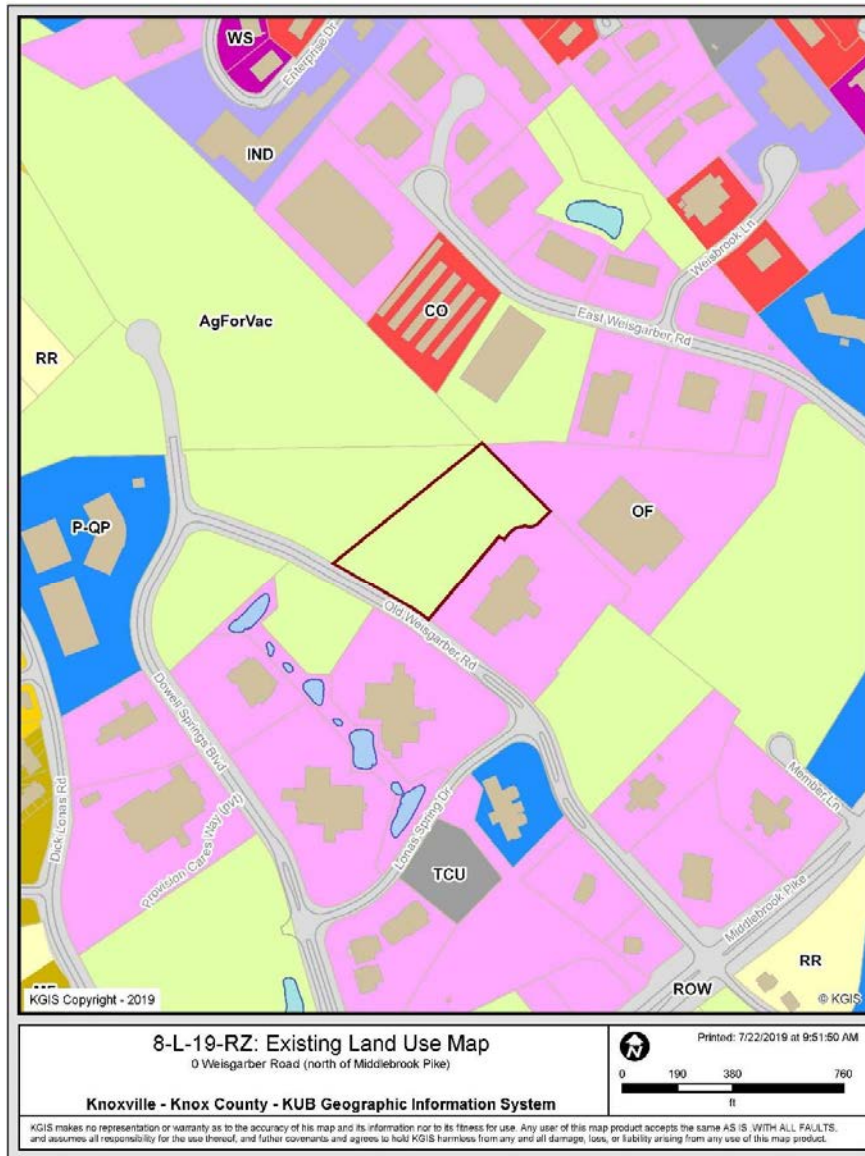 WS
Enterprise Dr
IND
Weisbrook Ln
CO
East Weisgarber Rd
AgForVac
RR
P-QP
OF
Old Weisgarber Rd
Dowell Springs Blvd
Dick Lonas Rd
Member Ln
Lonas Spring Dr
Provision Cares Way (pvt)
TCU
Middlebrook Pike
RR
ROW
KGIS Copyright - 2019
© KGIS
8-L-19-RZ: Existing Land Use Map
0 Weisgarber Road (north of Middlebrook Pike)
Knoxville - Knox County - KUB Geographic Information System
N
Printed: 7/22/2019 at 9:51:50 AM
0 190 380 760
ft
KGIS makes no representation or warranty as to the accuracy of his map and its information nor to its fitness for use. Any user of this map product accepts the same AS IS ,WITH ALL FAULTS,
and assumes all responsibility for the use thereof, and futher covenants and agrees to hold KGIS harmless from any and all damage, loss, or liability arising from any use of this map product.